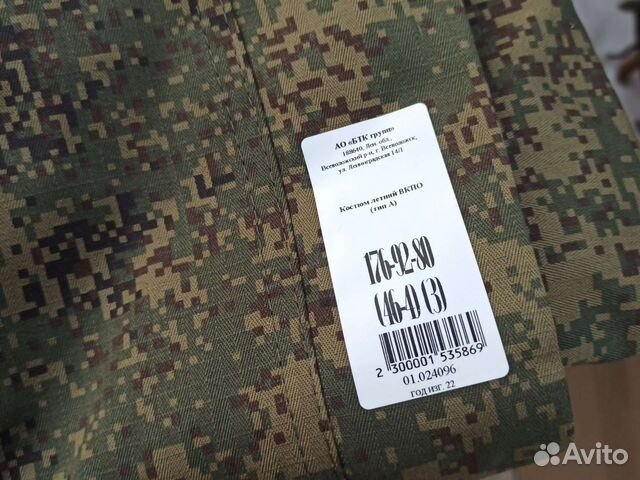 АО «БТК групп»
188640, Лен. обл.,
Всеволожский р-н, г. Всеволожск,
ул. Ленинградская 14/1
Костюм летний ВКПО
(тип А)
176-92-80
(46-4) (3)
2 300001 535869
01.024096
год изг. 22
Avito